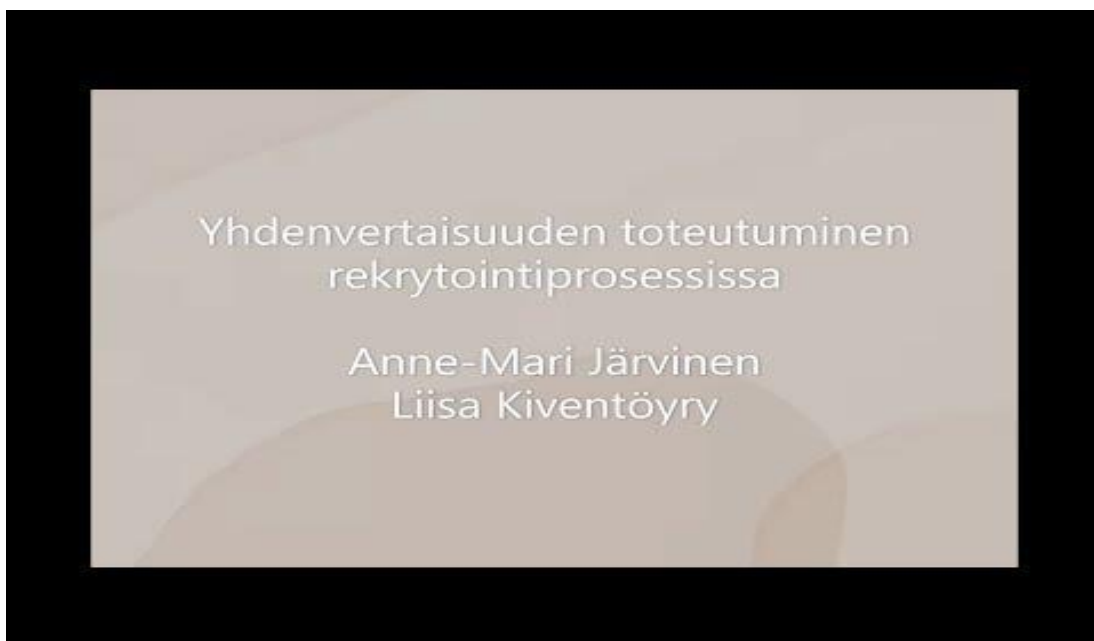 Yhdenvertaisuuden toteutuminen
rekrytointiprosessissa
Anne-Mari Järvinen
Liisa Kiventöyry